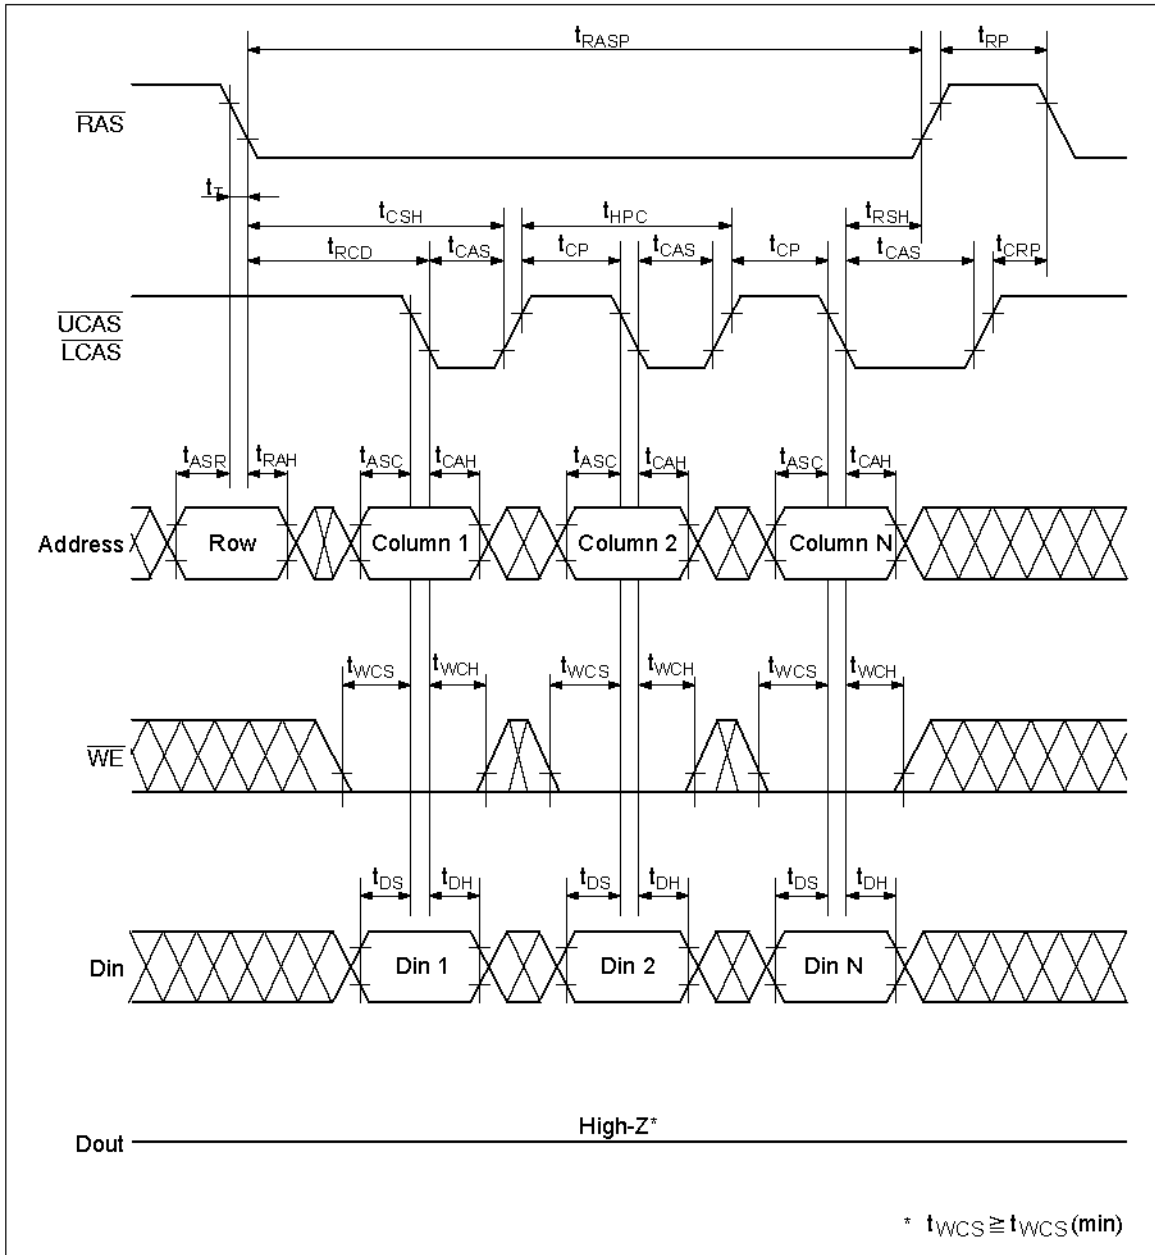 tRASP tRP
RAS
tT
tCSH tHPC tRSH
tRCD tCAS tCP tCAS tCP tCAS tCRP
UCAS
LCAS
tASR tRAH tASC tCAH tASC tCAH tASC tCAH
Address Row Column 1 Column 2 Column N
tWCS tWCH tWCS tWCH tWCS tWCH
WE
tDS tDH tDS tDH tDS tDH
Din Din 1 Din 2 Din N
High-Z*
Dout
* tWCS ≧ tWCS (min)